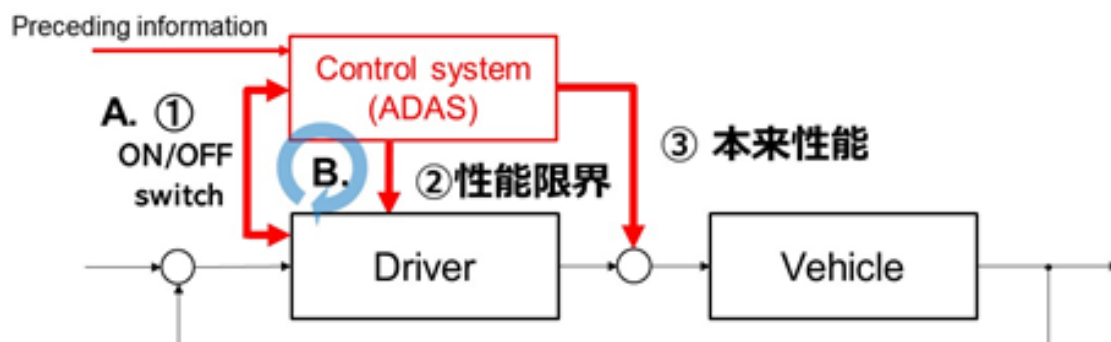 Preceding information
Control system
(ADAS)
A. ①
ON/OFF
switch
B.
②性能限界
③ 本来性能
Driver
Vehicle